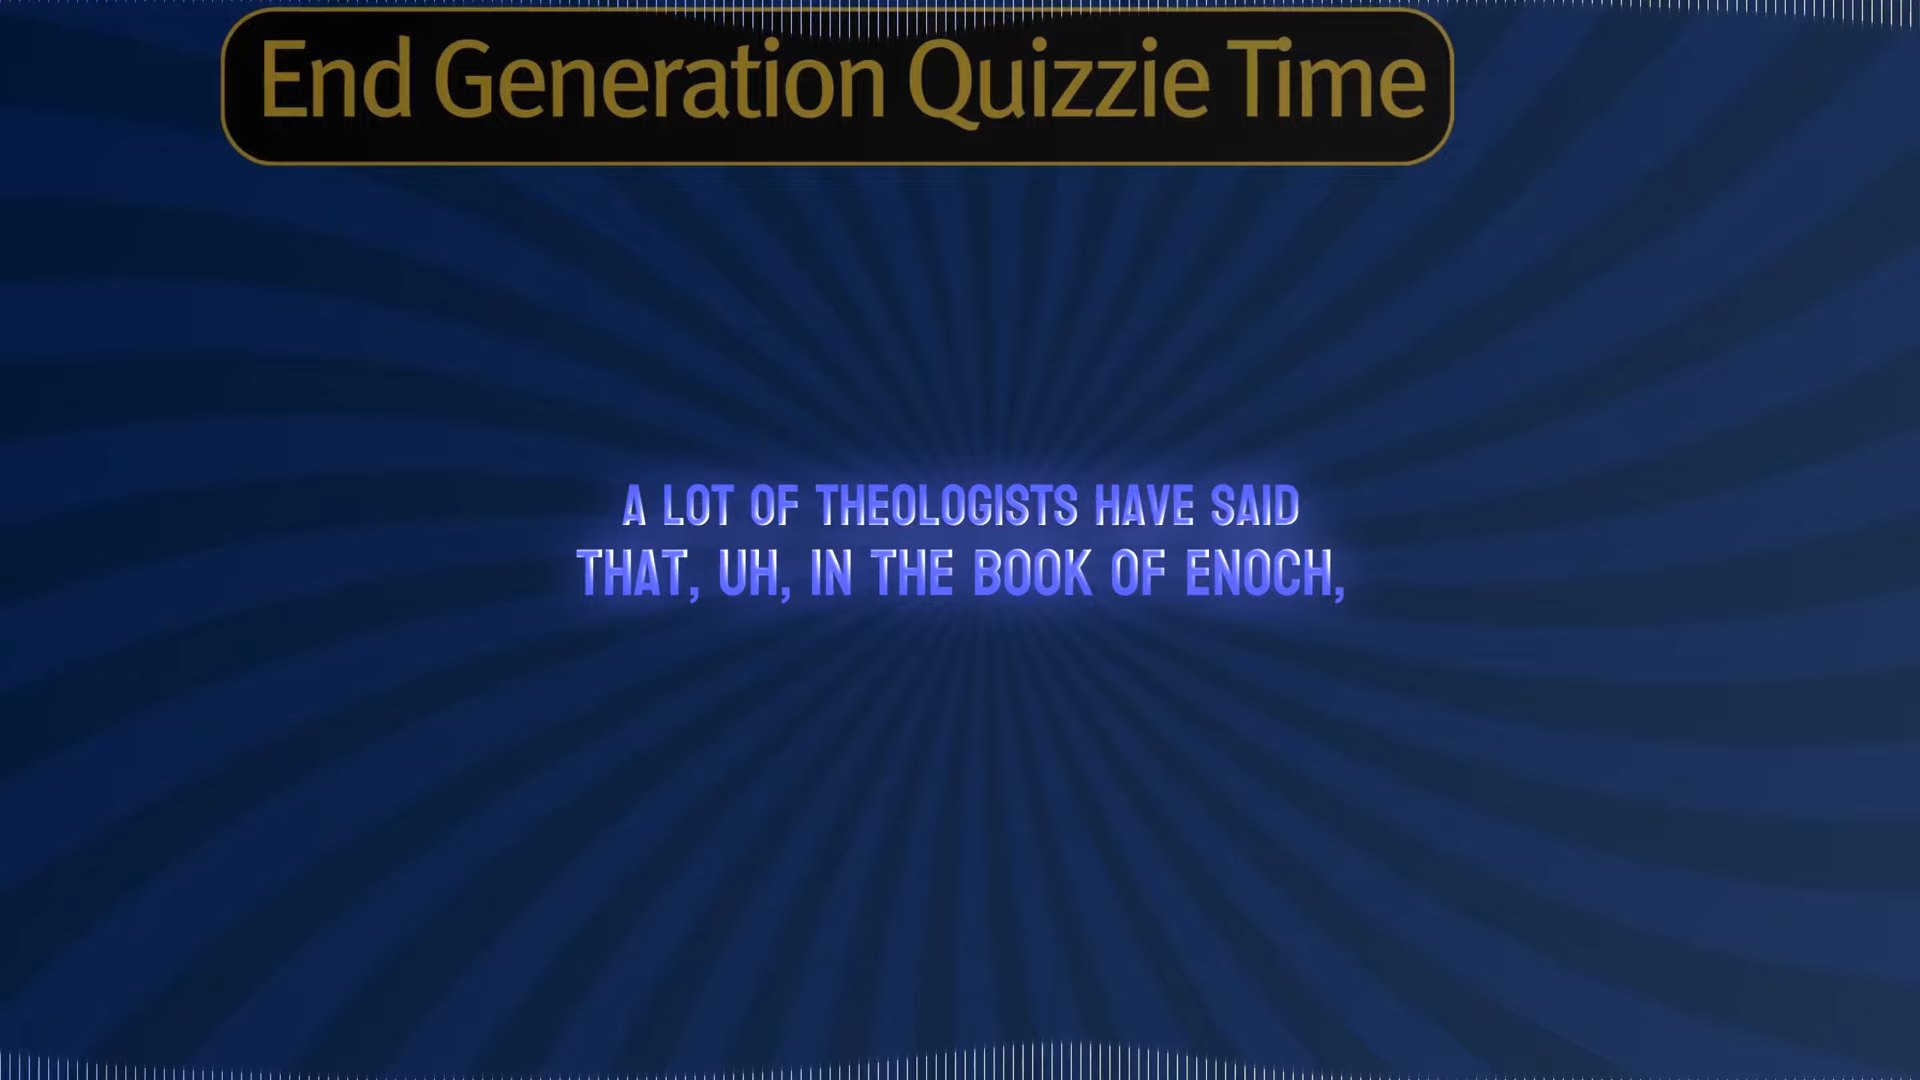 End Generation Quizzie Time
A LOT OF THEOLOGISTS HAVE SAID
THAT, UH, IN THE BOOK OF ENOCH,